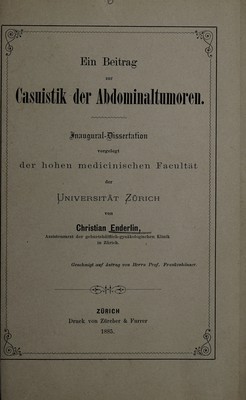 Ein Beitrag
zur
Casuistik der Abdominaltumoren.
Inaugural-Dissertation
vorgelegt
der hohen medicinischen Facultät
der
UNIVERSITÄT ZÜRICH
von
Christian Enderlin,
Assistenzarzt der geburtshülflich-gynäkologischen Klinik
in Zürich.
Genehmigt auf Antrag von Herrn Prof. Frankenhäuser.
ZÜRICH
Druck von Zürcher & Furrer
1885.